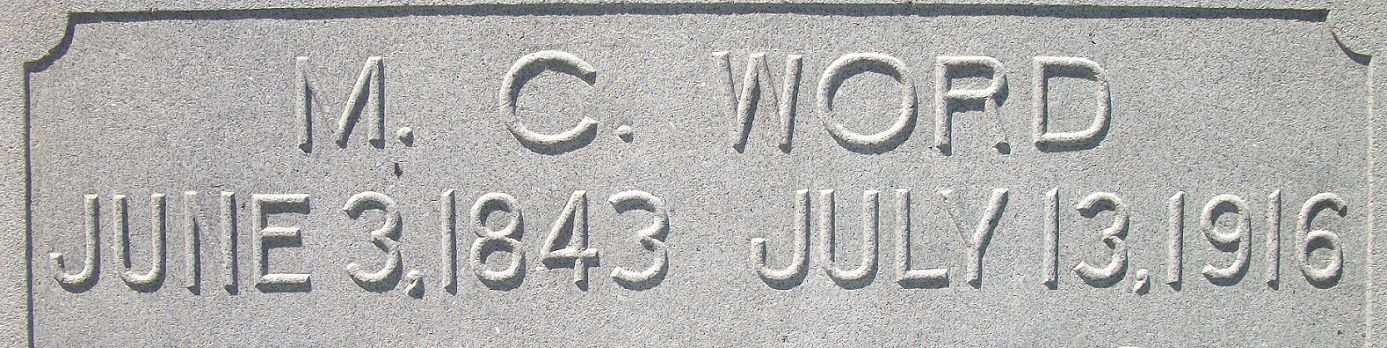 M. C. WORD
JUNE 3, 1843 JULY 13, 1916